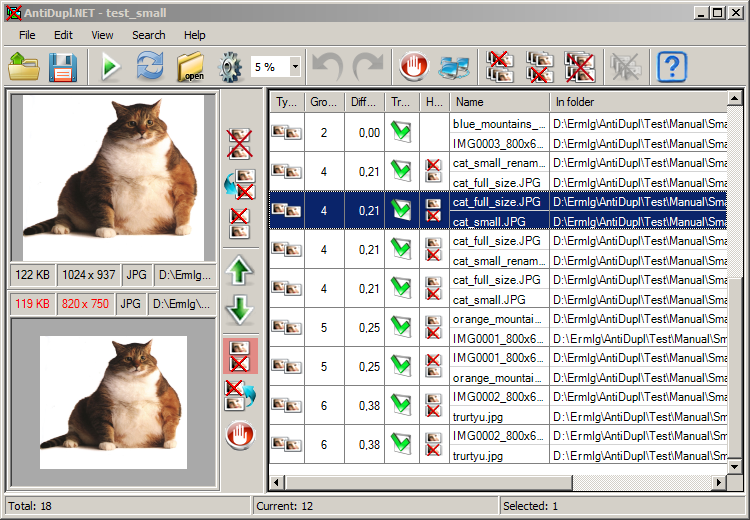 AntiDupl.NET - test_small
File Edit View Search Help
open
5 %
?
Ty... Gro... Diff... Tr... H... Name In folder
2 0,00 blue_mountains_... D:\Ermlg\AntiDupl\Test\Manual\Sma
IMG0003_800x6... D:\Ermlg\AntiDupl\Test\Manual\Sma
4 0,21 cat_small_renam... D:\Ermlg\AntiDupl\Test\Manual\Sma
cat_full_size.JPG D:\Ermlg\AntiDupl\Test\Manual\Sma
4 0,21 cat_full_size.JPG D:\Ermlg\AntiDupl\Test\Manual\Sma
cat_small.JPG D:\Ermlg\AntiDupl\Test\Manual\Sma
4 0,21 cat_full_size.JPG D:\Ermlg\AntiDupl\Test\Manual\Sma
cat_small_renam... D:\Ermlg\AntiDupl\Test\Manual\Sma
4 0,21 cat_full_size.JPG D:\Ermlg\AntiDupl\Test\Manual\Sma
cat_small.JPG D:\Ermlg\AntiDupl\Test\Manual\Sma
5 0,25 orange_mountai... D:\Ermlg\AntiDupl\Test\Manual\Sma
IMG0001_800x6... D:\Ermlg\AntiDupl\Test\Manual\Sm
5 0,25 IMG0001_800x6... D:\Ermlg\AntiDupl\Test\Manual\Sm
orange_mountai... D:\Ermlg\AntiDupl\Test\Manual\Sma
6 0,38 IMG0002_800x6... D:\Ermlg\AntiDupl\Test\Manual\Sma
trurtyu.jpg D:\Ermlg\AntiDupl\Test\Manual\Sm
6 0,38 IMG0002_800x6... D:\Ermlg\AntiDupl\Test\Manual\Sma
trurtyu.jpg D:\Ermlg\AntiDupl\Test\Manual\Sm
122 KB 1024 x 937 JPG D:\Ermlg...
119 KB 820 x 750 JPG D:\Ermlg\...
Total: 18 Current: 12 Selected: 1